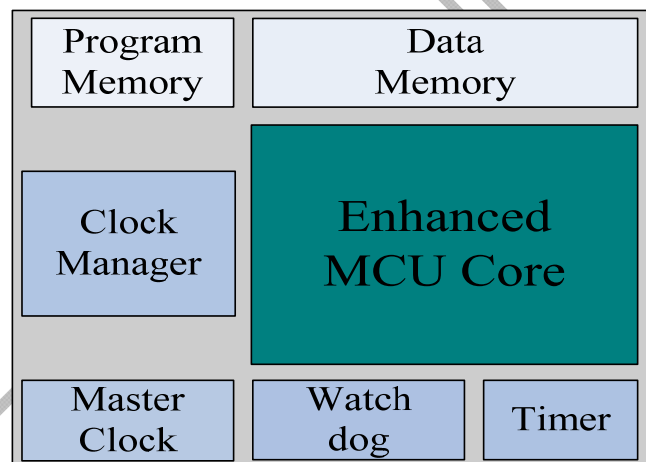 Program
Memory
Data
Memory
Clock
Manager
Enhanced
MCU Core
Master
Clock
Watch
dog
Timer